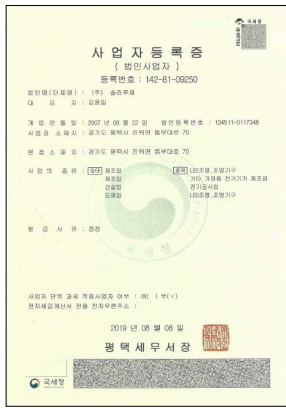 국세청
사업자등록증
( 법인사업자 )
등록번호 : 142-81-09250
법인명(단체명) : (주) 솔라루체
대 표 자 : 김용일
개 업 연 월 일 : 2007 년 08 월 22 일 법인등록번호 : 134511-0117348
사업장 소재지 : 경기도 평택시 진위면 동부대로 70
본 점 소 재 지 : 경기도 평택시 진위면 동부대로 70
사 업 의 종 류 : 업태 제조업 종목 LED조명,조명기구
제조업 기타 개정용 전기기기 제조업
건설업 전기공사업
도매업 LED조명,조명기구
발 급 사 유 : 정정
국세청
사업자 단위 과세 적용사업자 여부 : 여( ) 부(∨)
전자세금계산서 전용 전자우편주소 :
2019 년 08 월 08 일
평택세무서장
국세청